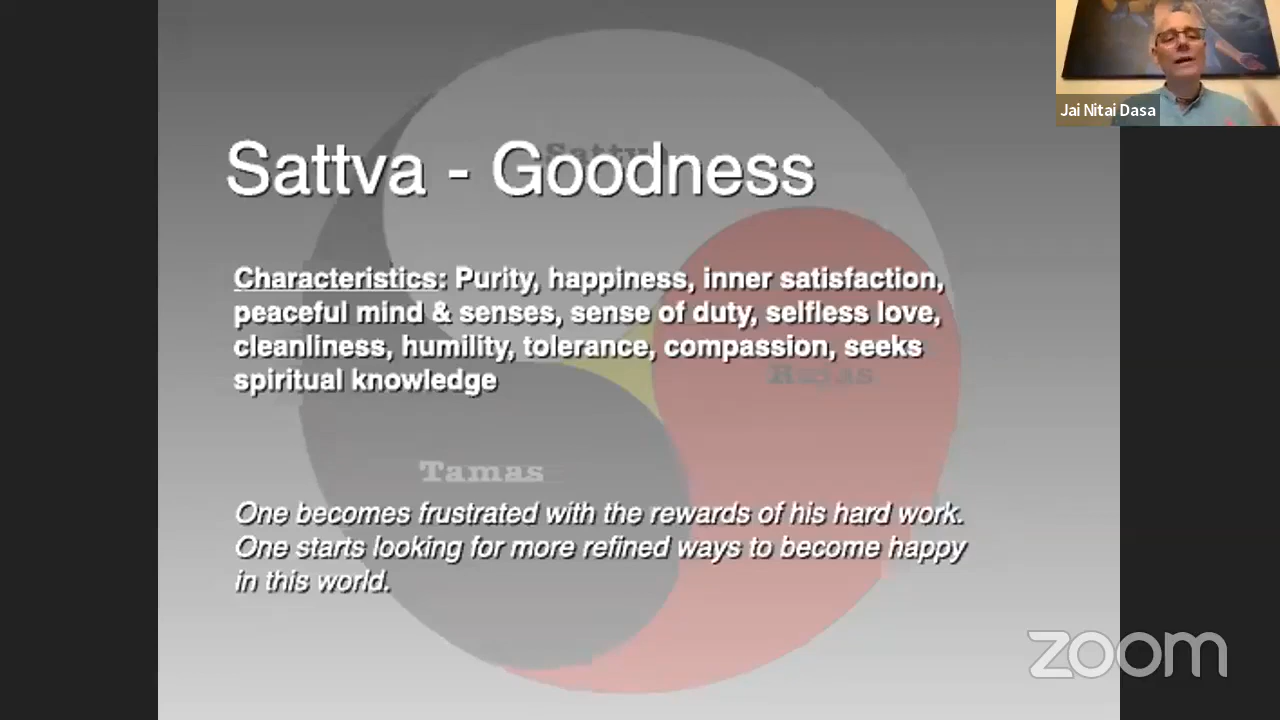 Jai Nitai Dasa
Sattva
Sattva - Goodness
Characteristics: Purity, happiness, inner satisfaction,
peaceful mind & senses, sense of duty, selfless love,
cleanliness, humility, tolerance, compassion, seeks
spiritual knowledge
Rajas
Tamas
One becomes frustrated with the rewards of his hard work.
One starts looking for more refined ways to become happy
in this world.
zoom